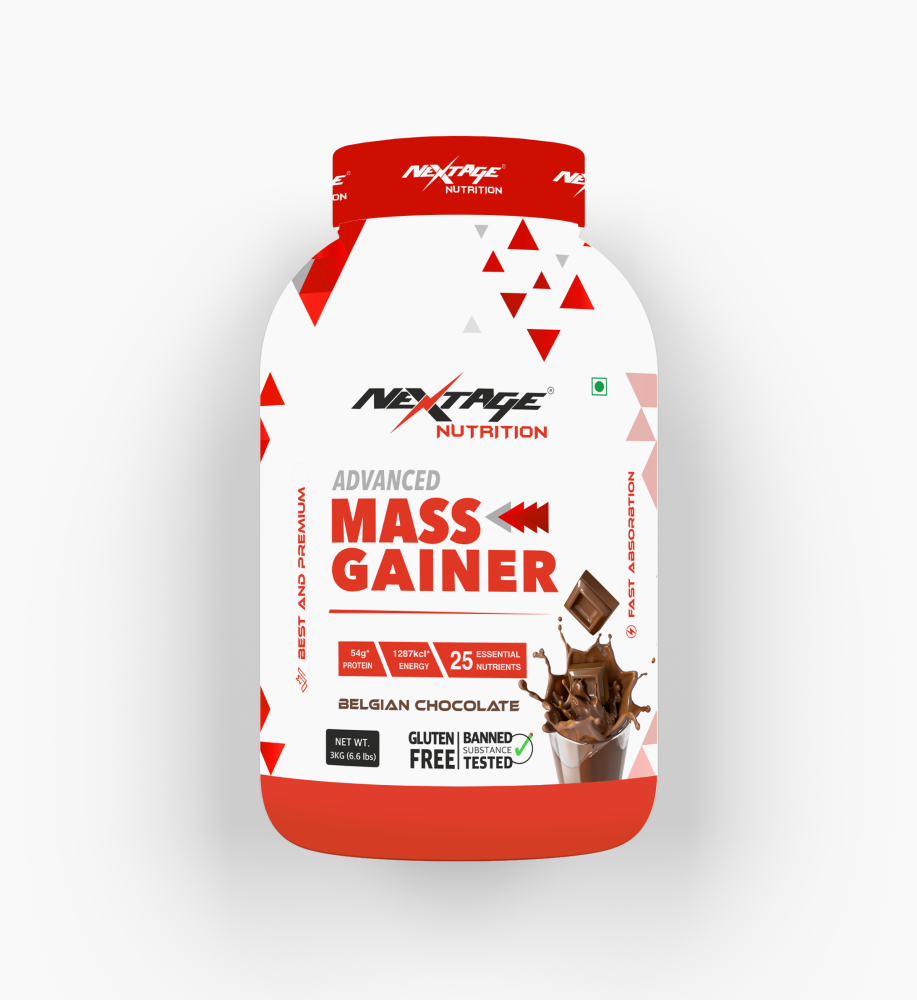 NEXTAGE®
NUTRITION
NEXTAGE®
NUTRITION
ADVANCED
MASS
GAINER
BEST AND PREMIUM
FAST ABSORBTION
54g*
PROTEIN
1287kcl*
ENERGY
25 ESSENTIAL
NUTRIENTS
BELGIAN CHOCOLATE
NET WT.
3KG (6.6 lbs)
GLUTEN
FREE
BANNED
SUBSTANCE
TESTED